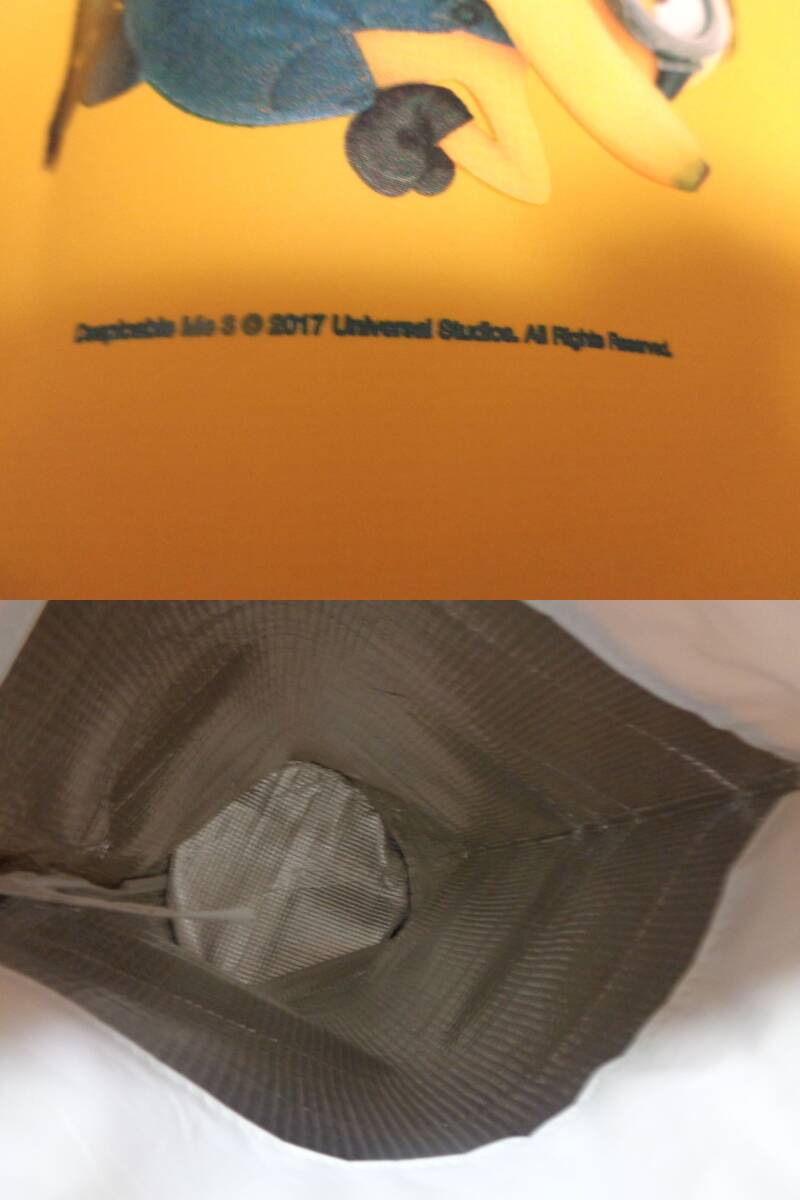 Despicable Me 3 © 2017 Universal Studios. All Rights Reserved.